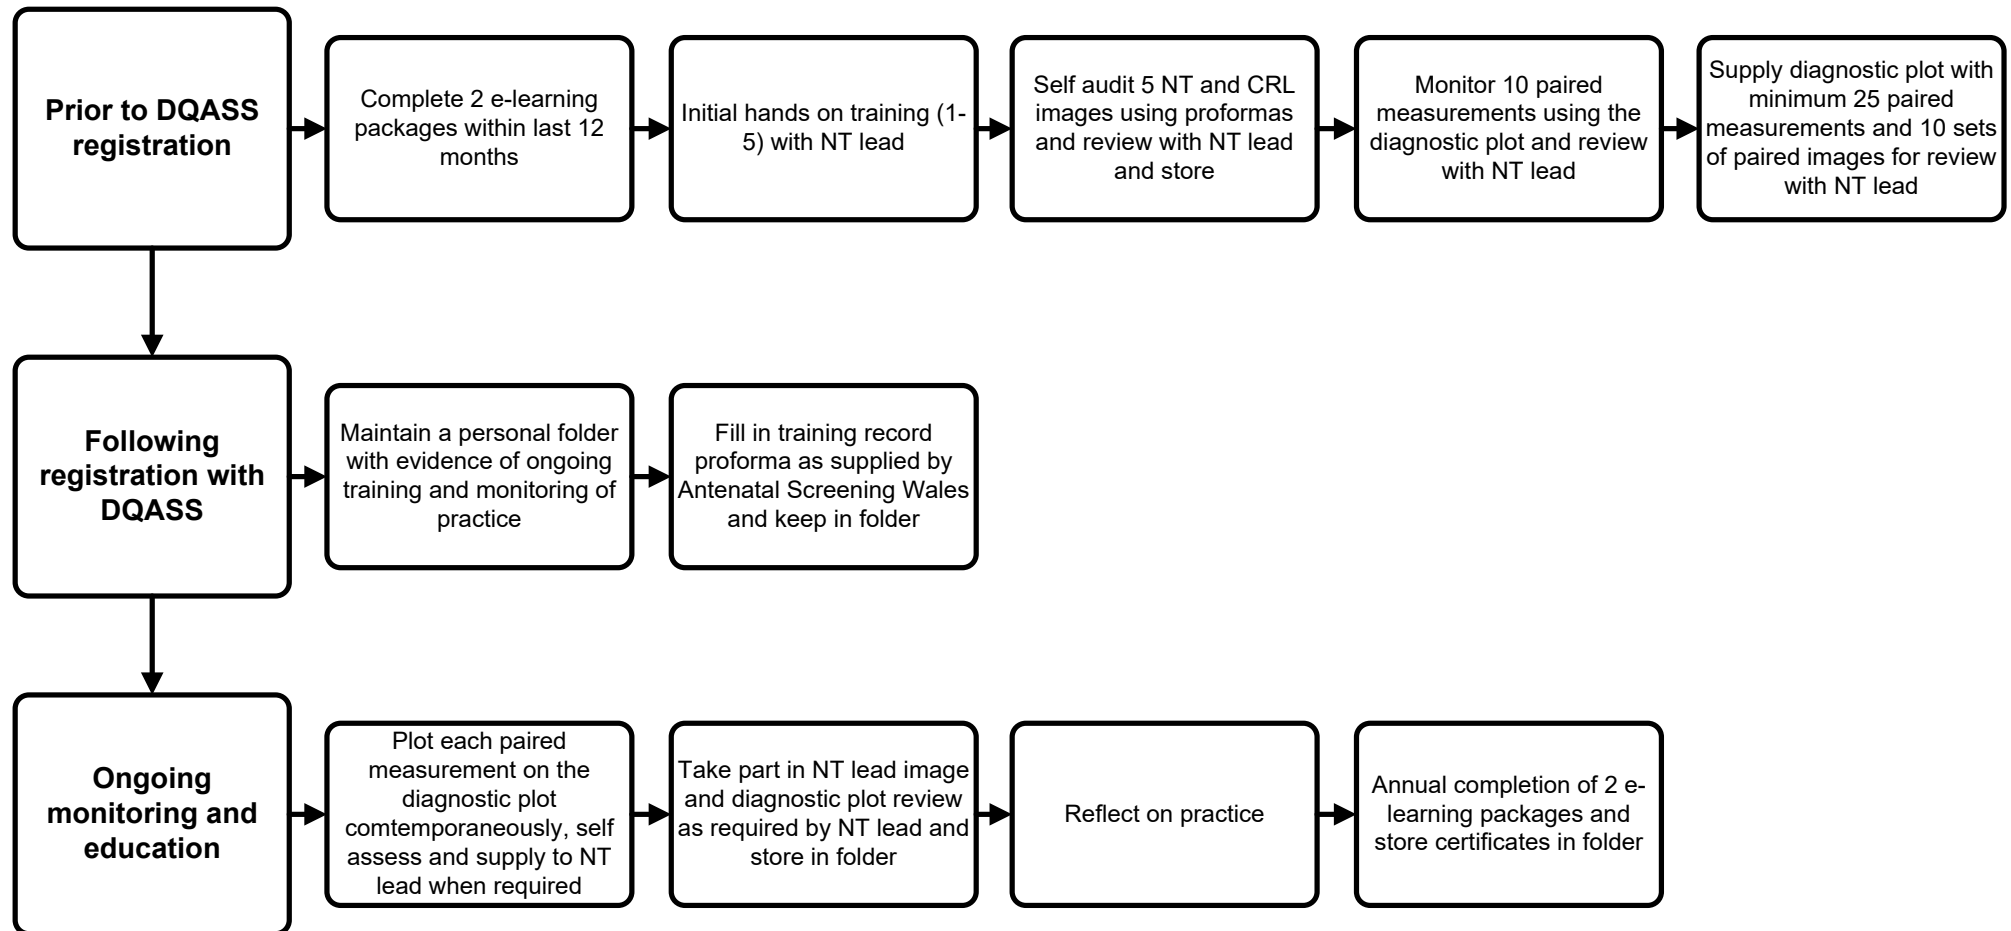 Prior to DQASS
registration
Complete 2 e-learning
packages within last 12
months
Initial hands on training (1-
5) with NT lead
Self audit 5 NT and CRL
images using proformas
and review with NT lead
and store
Monitor 10 paired
measurements using the
diagnostic plot and review
with NT lead
Supply diagnostic plot with
minimum 25 paired
measurements and 10 sets
of paired images for review
with NT lead
Following
registration with
DQASS
Maintain a personal folder
with evidence of ongoing
training and monitoring of
practice
Fill in training record
proforma as supplied by
Antenatal Screening Wales
and keep in folder
Ongoing
monitoring and
education
Plot each paired
measurement on the
diagnostic plot
comtemporaneously, self
assess and supply to NT
lead when required
Take part in NT lead image
and diagnostic plot review
as required by NT lead and
store in folder
Reflect on practice
Annual completion of 2 e-
learning packages and
store certificates in folder